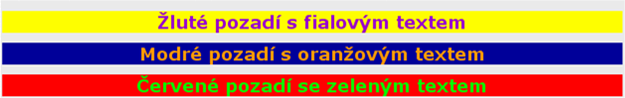 Žluté pozadí s fialovým textem
Modré pozadí s oranžovým textem
Červené pozadí se zeleným textem